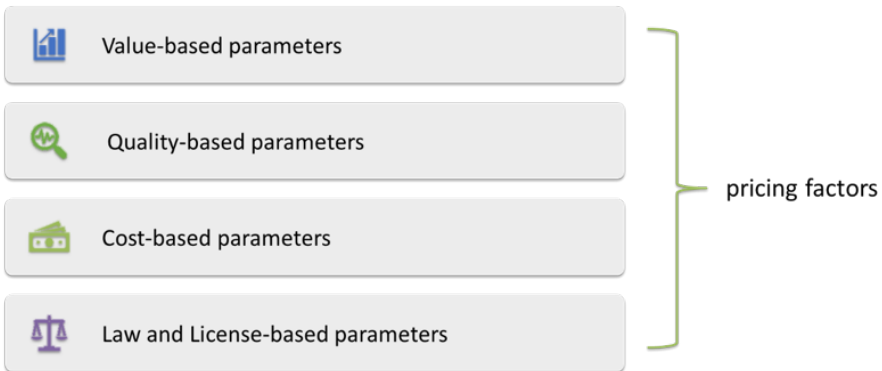 Value-based parameters
Quality-based parameters
Cost-based parameters
Law and License-based parameters
pricing factors